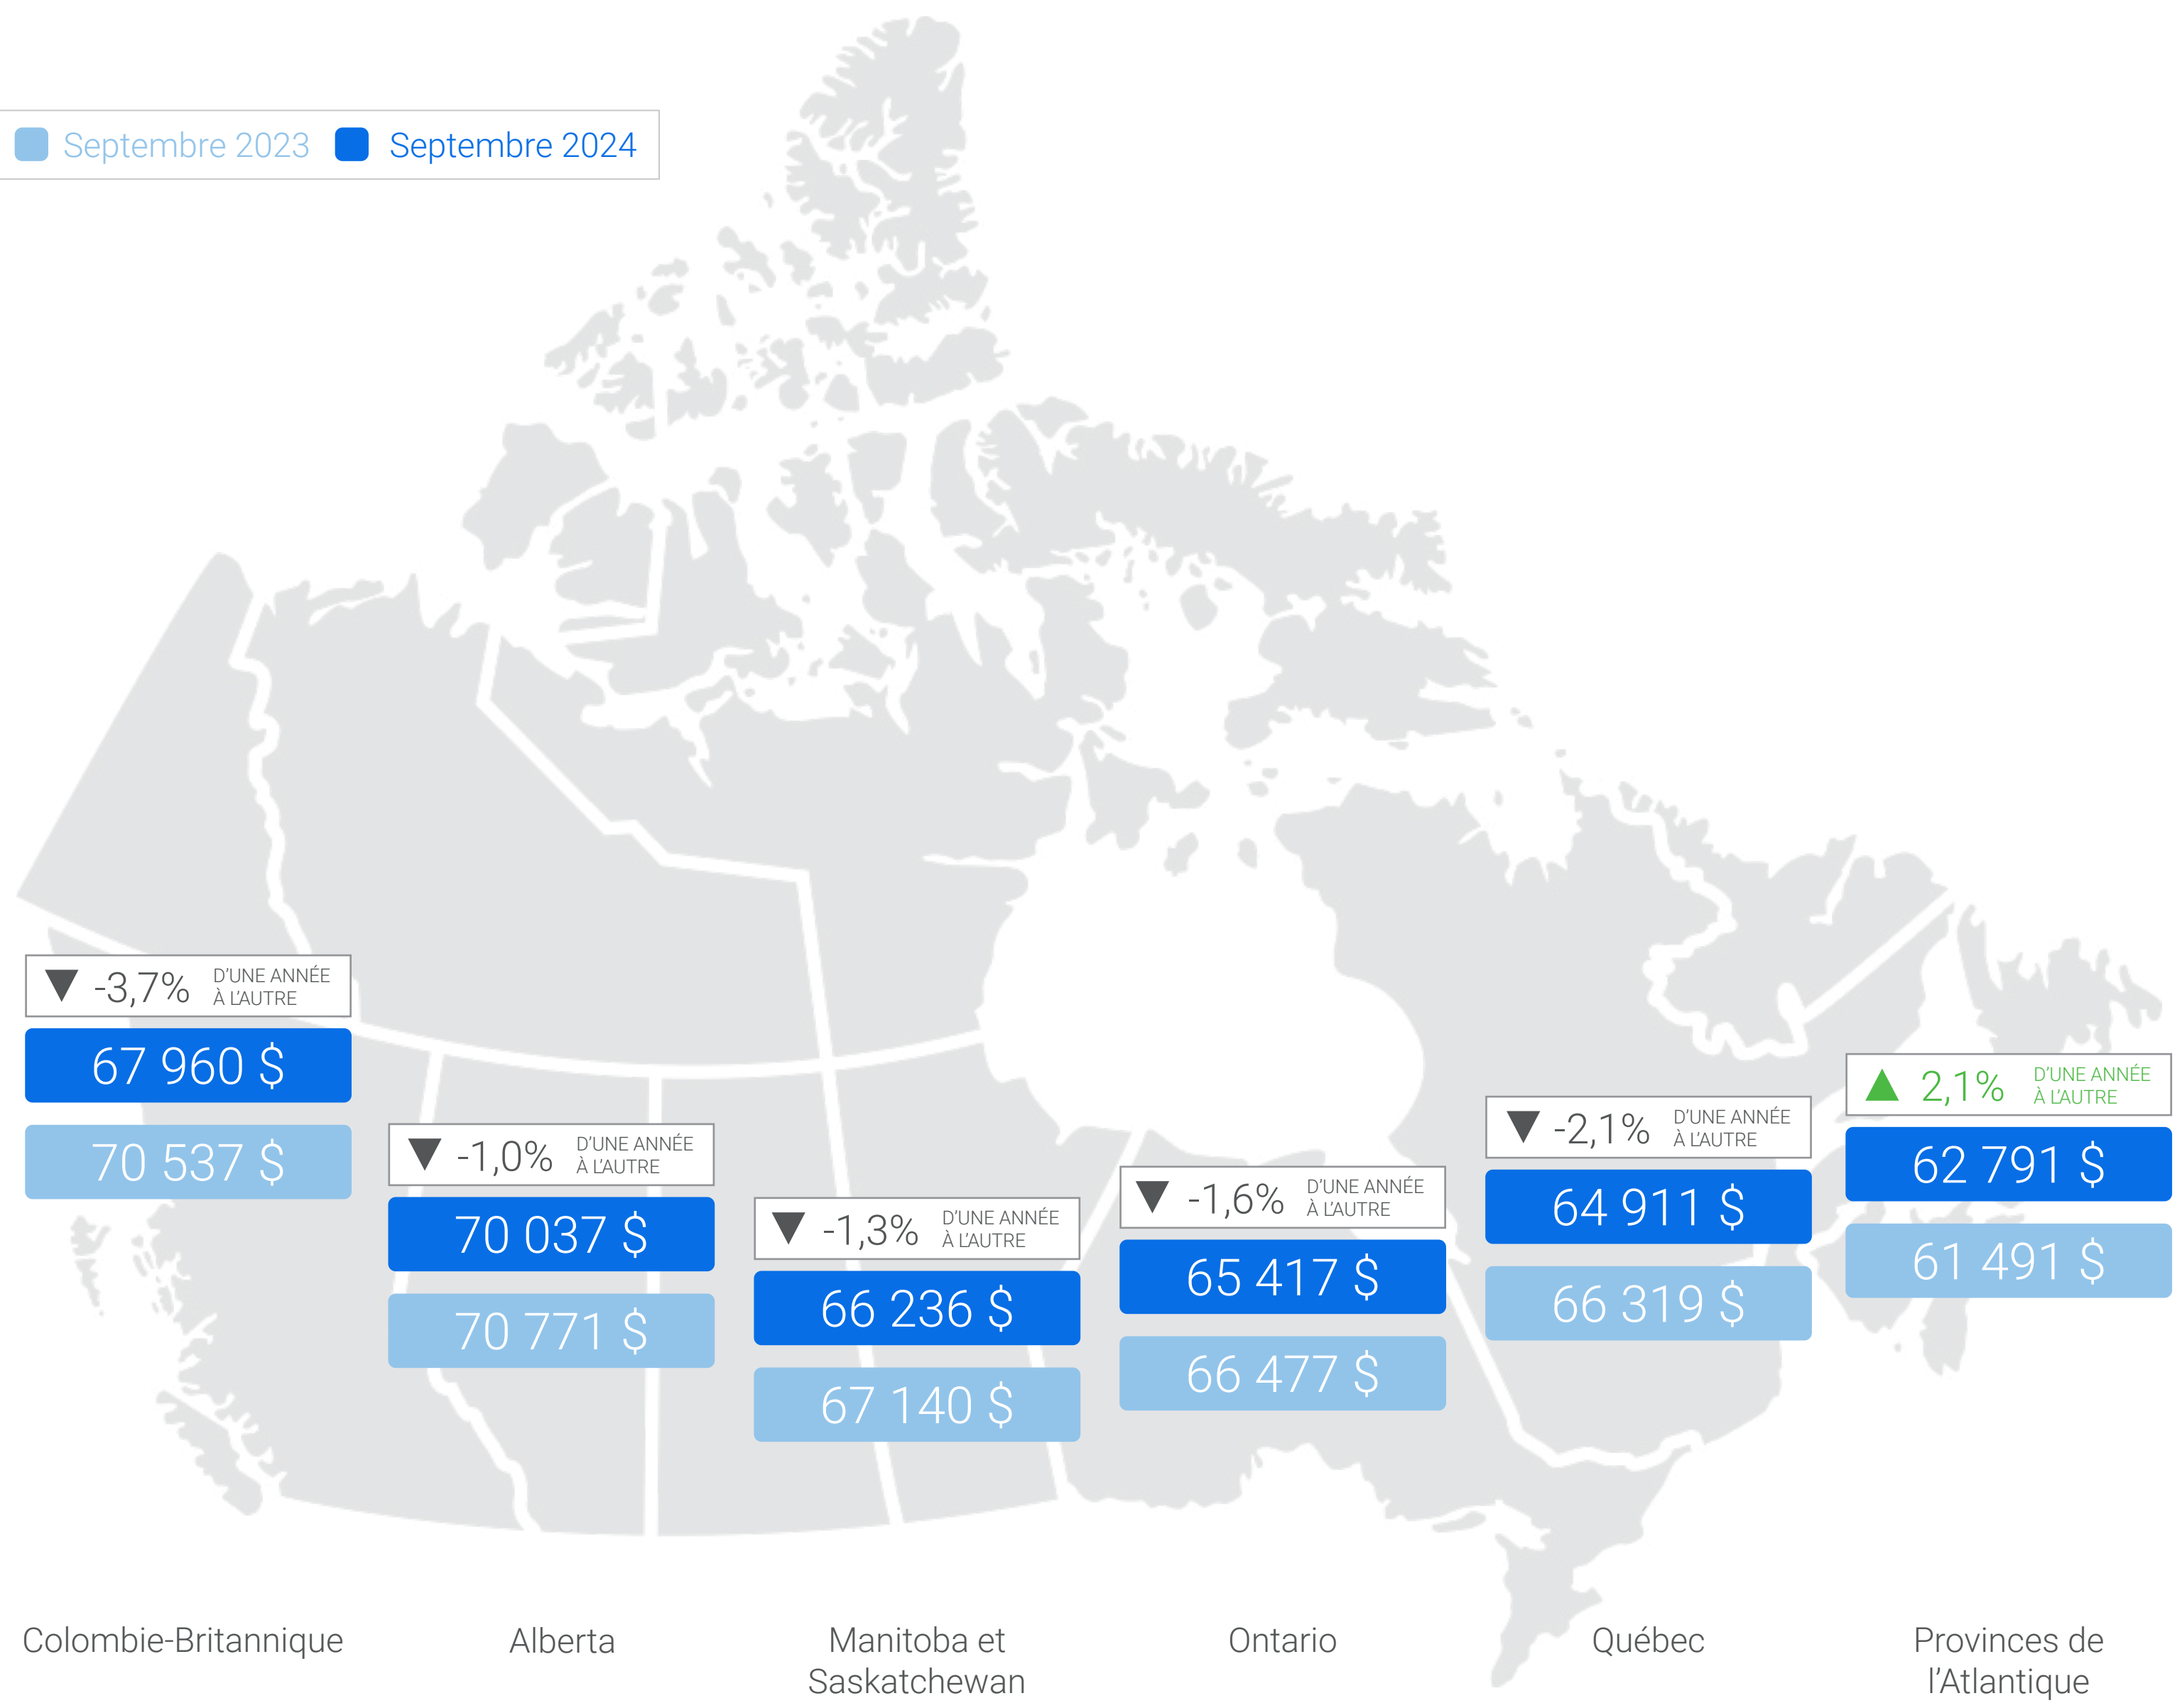 Septembre 2023 Septembre 2024
-3,7% D'UNE ANNÉE
À L'AUTRE
67 960 $
70 537 $
-1,0% D'UNE ANNÉE
À L'AUTRE
70 037 $
70 771 $
-1,3% D'UNE ANNÉE
À L'AUTRE
66 236 $
67 140 $
-1,6% D'UNE ANNÉE
À L'AUTRE
65 417 $
66 477 $
-2,1% D'UNE ANNÉE
À L'AUTRE
64 911 $
66 319 $
2,1% D'UNE ANNÉE
À L'AUTRE
62 791 $
61 491 $
Colombie-Britannique
Alberta
Manitoba et
Saskatchewan
Ontario
Québec
Provinces de
l'Atlantique